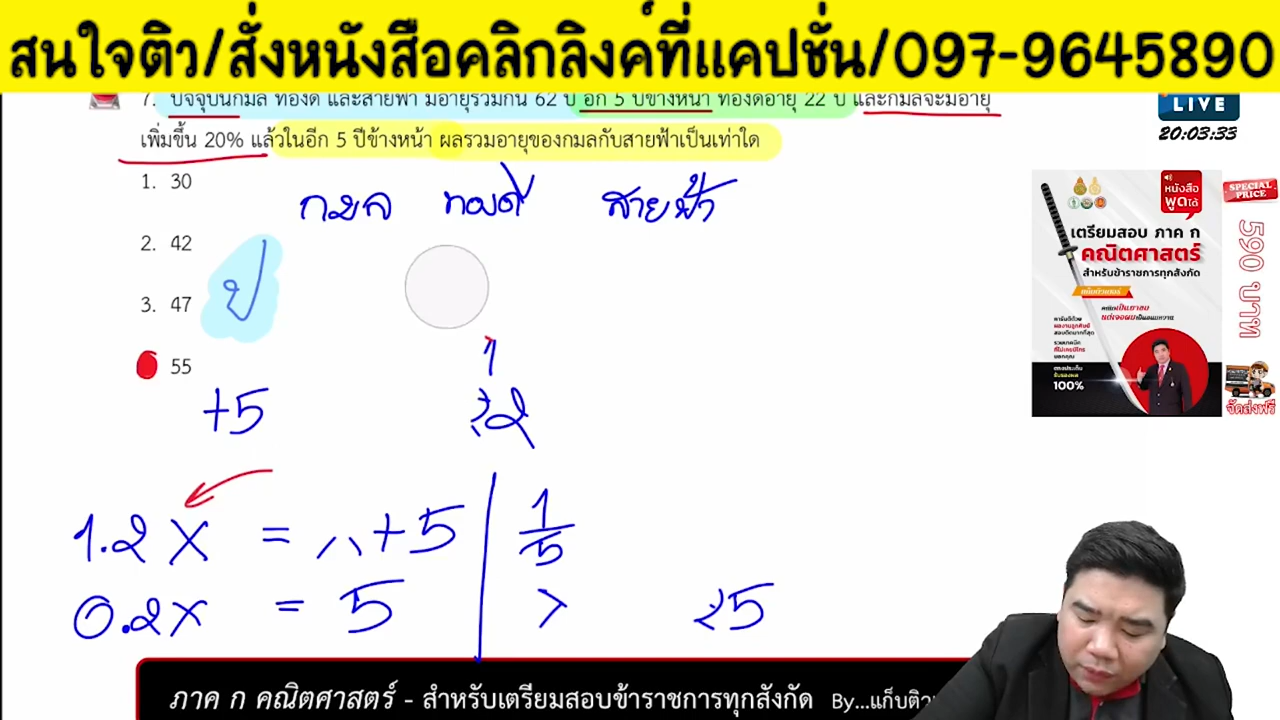 สนใจติว/สั่งหนังสือคลิกลิงค์ที่แคปชั่น/097-9645890
7. ปัจจุบันกมล ทองดี และสายฟ้า มีอายุรวมกัน 62 ปี อีก 5 ปีข้างหน้า ทองดีอายุ 22 ปี และกมลจะมีอายุ
เพิ่มขึ้น 20% แล้วในอีก 5 ปีข้างหน้า ผลรวมอายุของกมลกับสายฟ้าเป็นเท่าใด
1. 30
2. 42
3. 47
55
กมล ทองดี สายฟ้า
ป
+5
1
22
1.2x = +5
0.2x = 5
1
5
25
LIVE
20:03:33
หนังสือ
พูดได้
เตรียมสอบ ภาค ก
คณิตศาสตร์
สำหรับข้าราชการทุกสังกัด
100%
SPECIAL
PRICE
590 บาท
จัดส่งฟรี
ภาค ก คณิตศาสตร์ - สำหรับเตรียมสอบข้าราชการทุกสังกัด By...แก็บติว